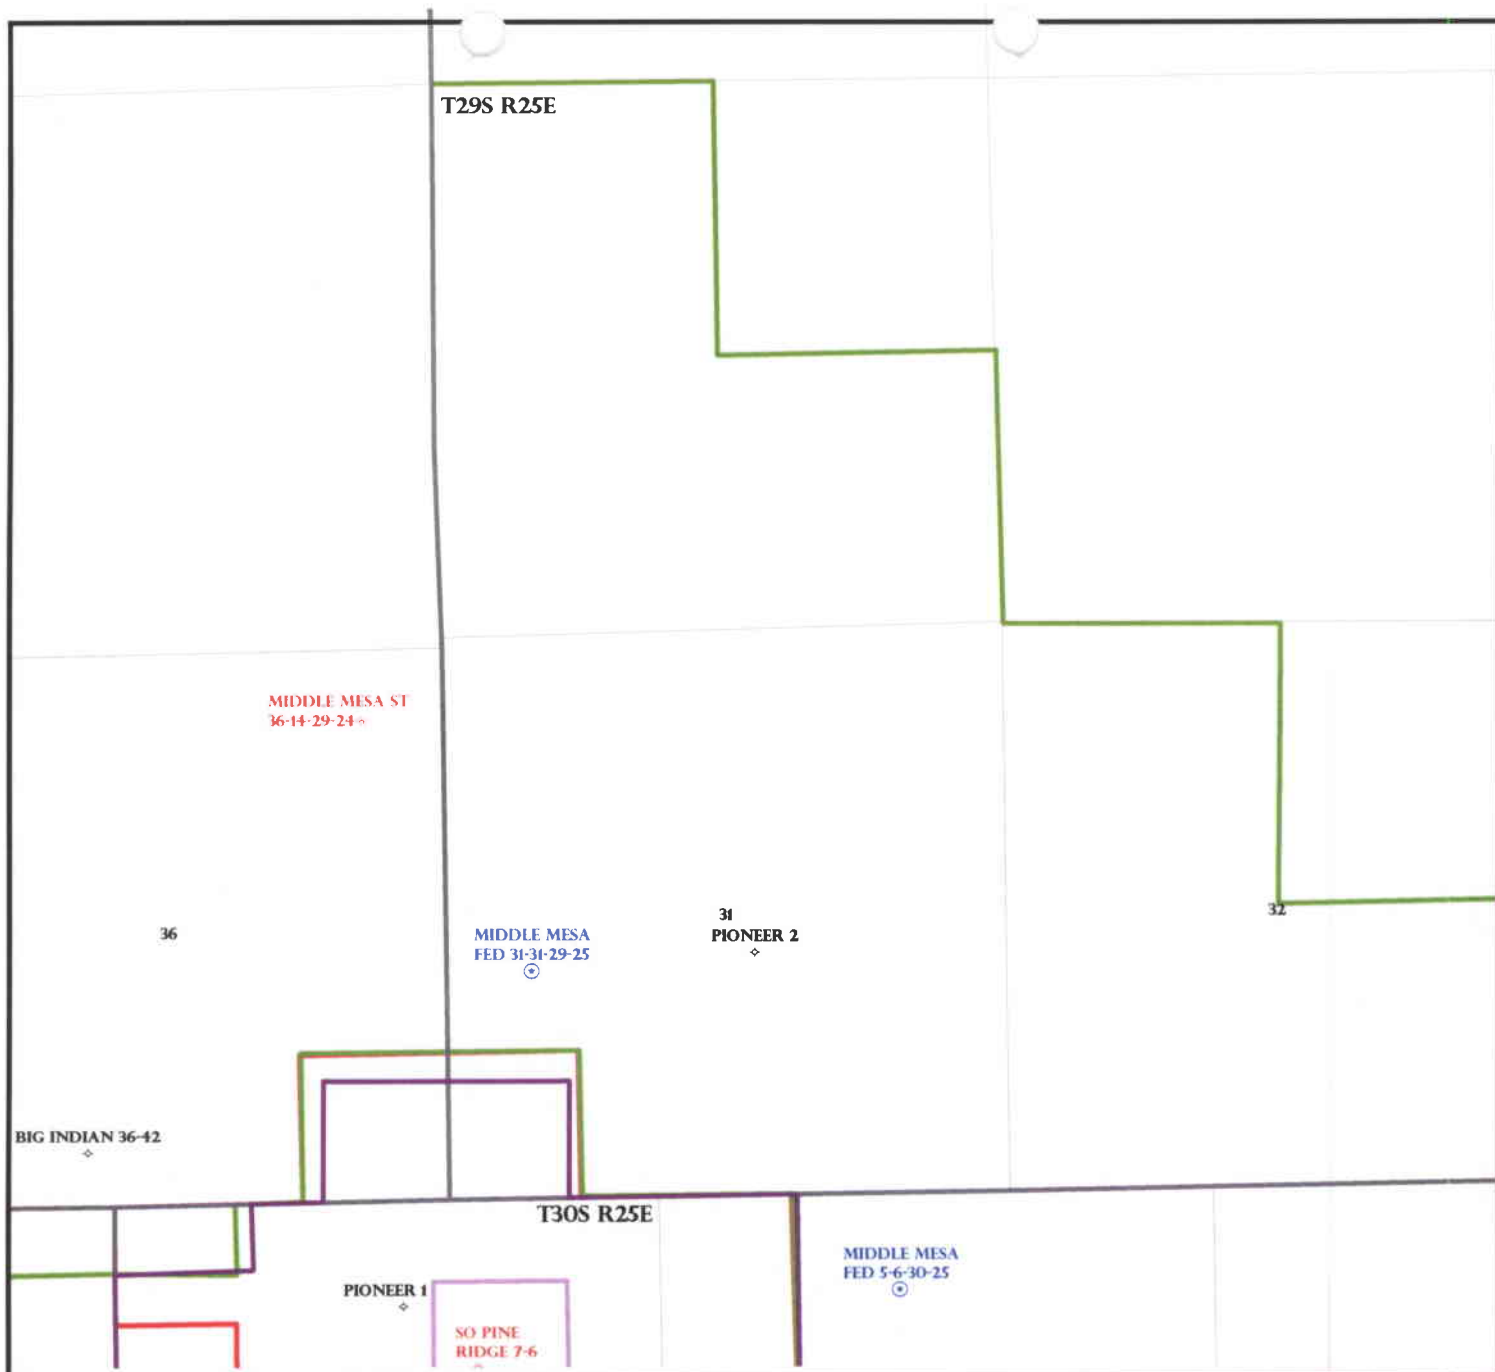 T29S R25E
MIDDLE MESA ST
36-14-29-24
31
32
36
MIDDLE MESA
FED 31-31-29-25
PIONEER 2
BIG INDIAN 36-42
T30S R25E
MIDDLE MESA
FED 5-6-30-25
PIONEER 1
SO PINE
RIDGE 7-6